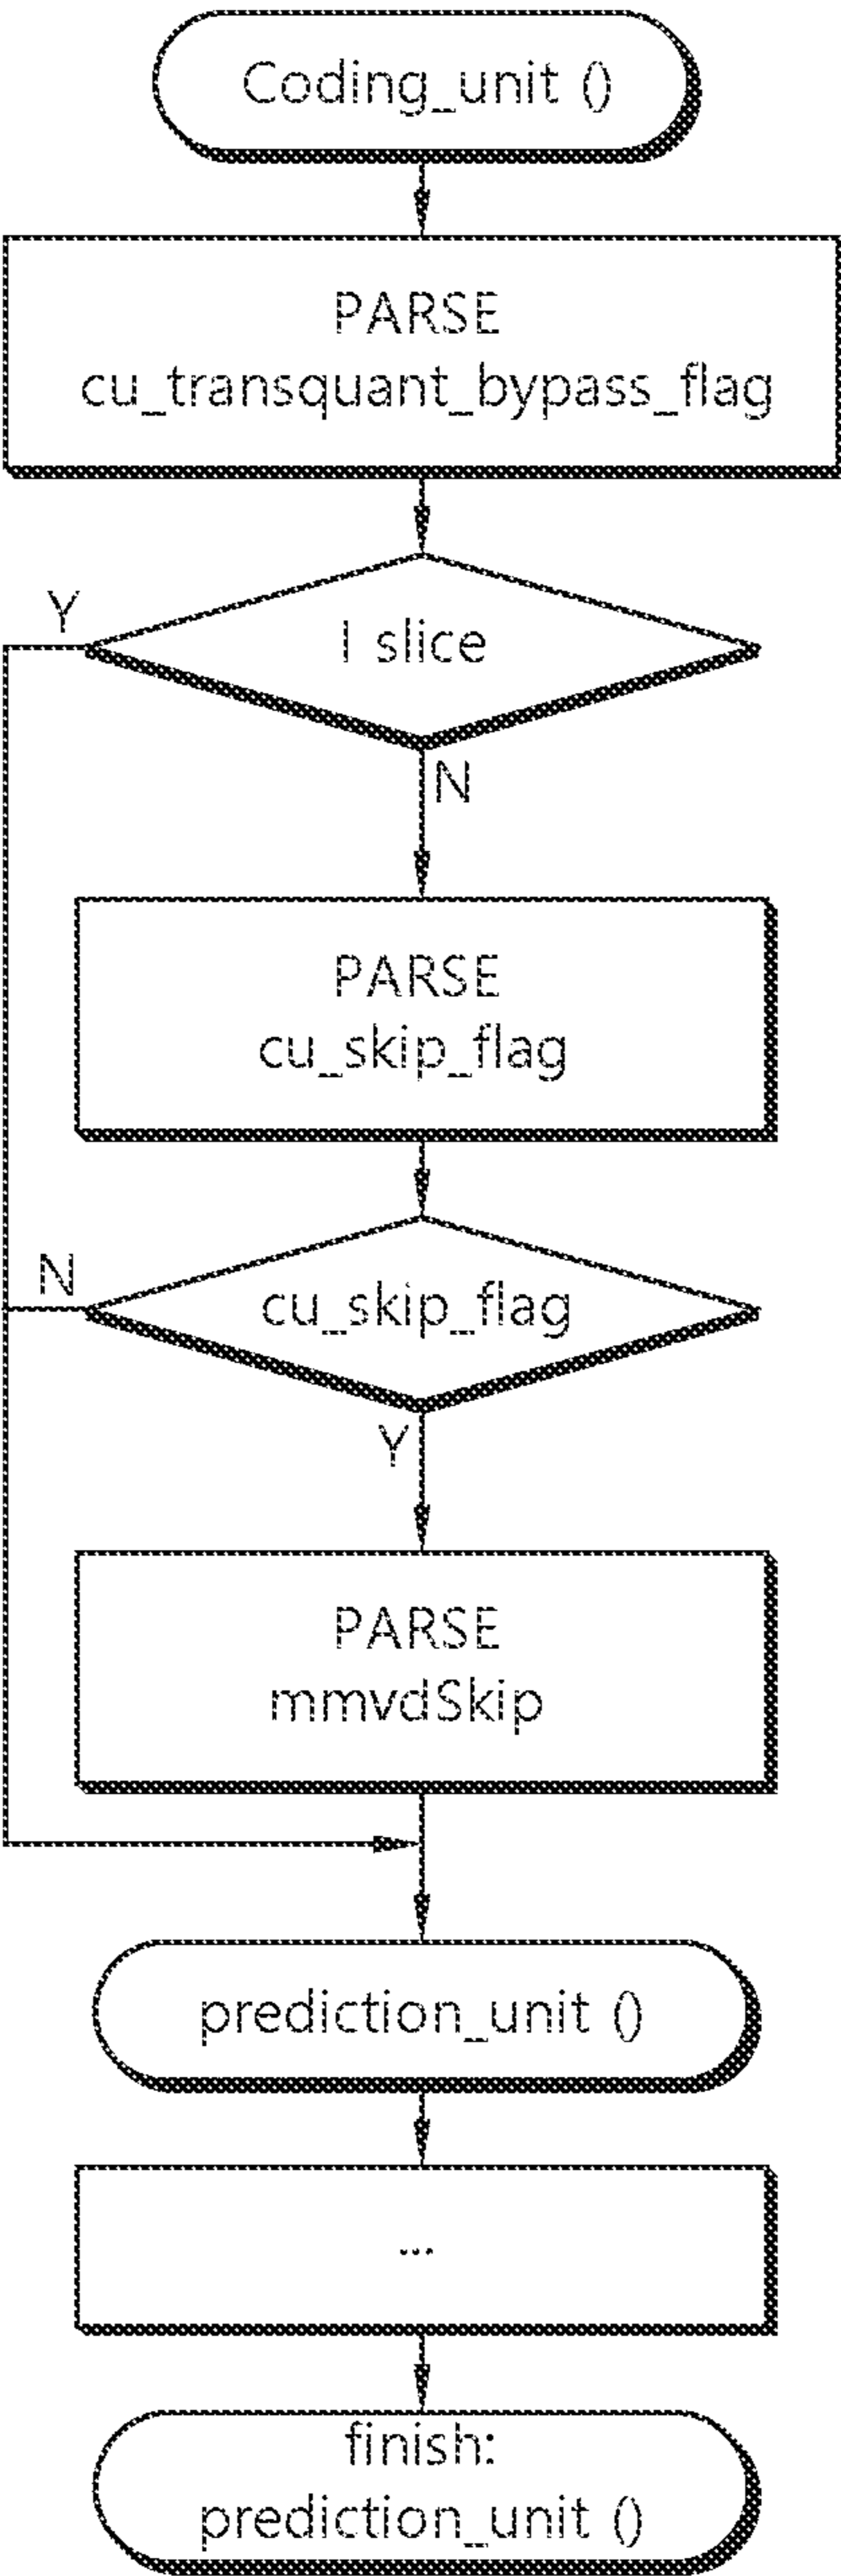 Coding_unit ()
PARSE
cu_transquant_bypass_flag
Y
I slice
N
PARSE
cu_skip_flag
N
cu_skip_flag
Y
PARSE
mmvdSkip
prediction_unit ()
...
finish:
prediction_unit ()